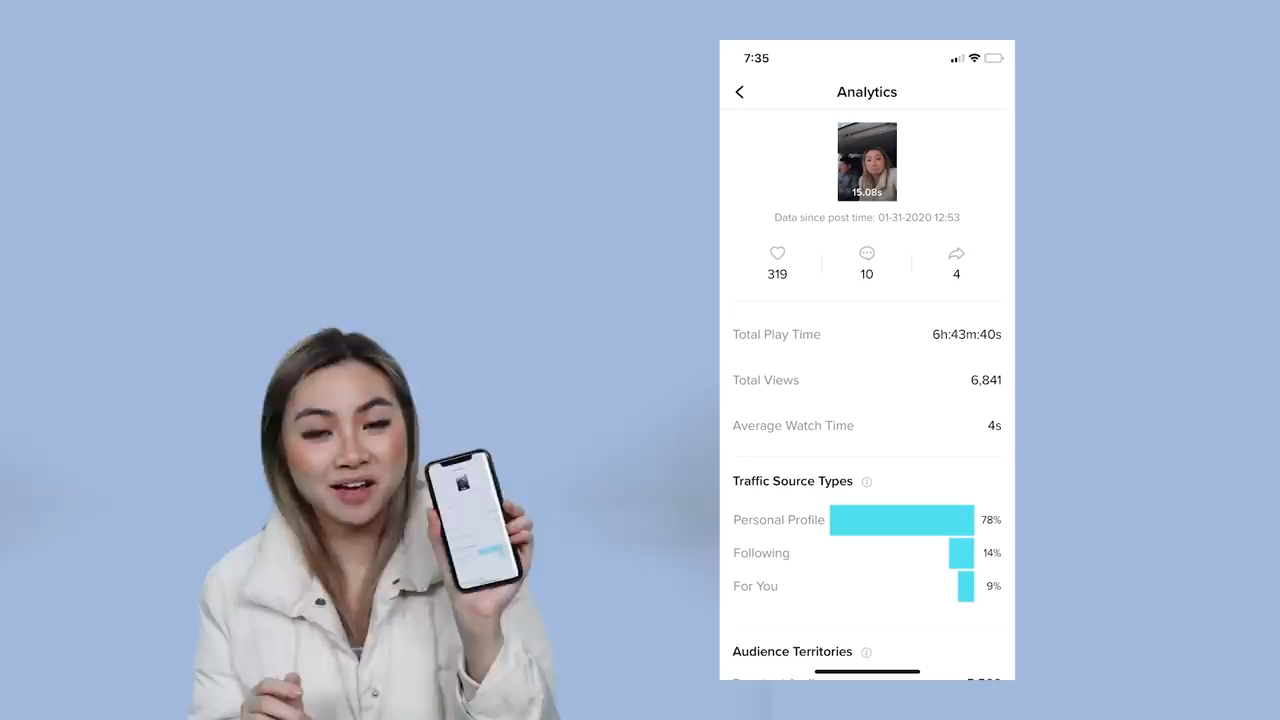 7:35
Analytics
15.08s
Data since post time: 01-31-2020 12:53
319 10 4
Total Play Time 6h:43m:40s
Total Views 6,841
Average Watch Time 4s
Traffic Source Types
Personal Profile 78%
Following 14%
For You 9%
Audience Territories